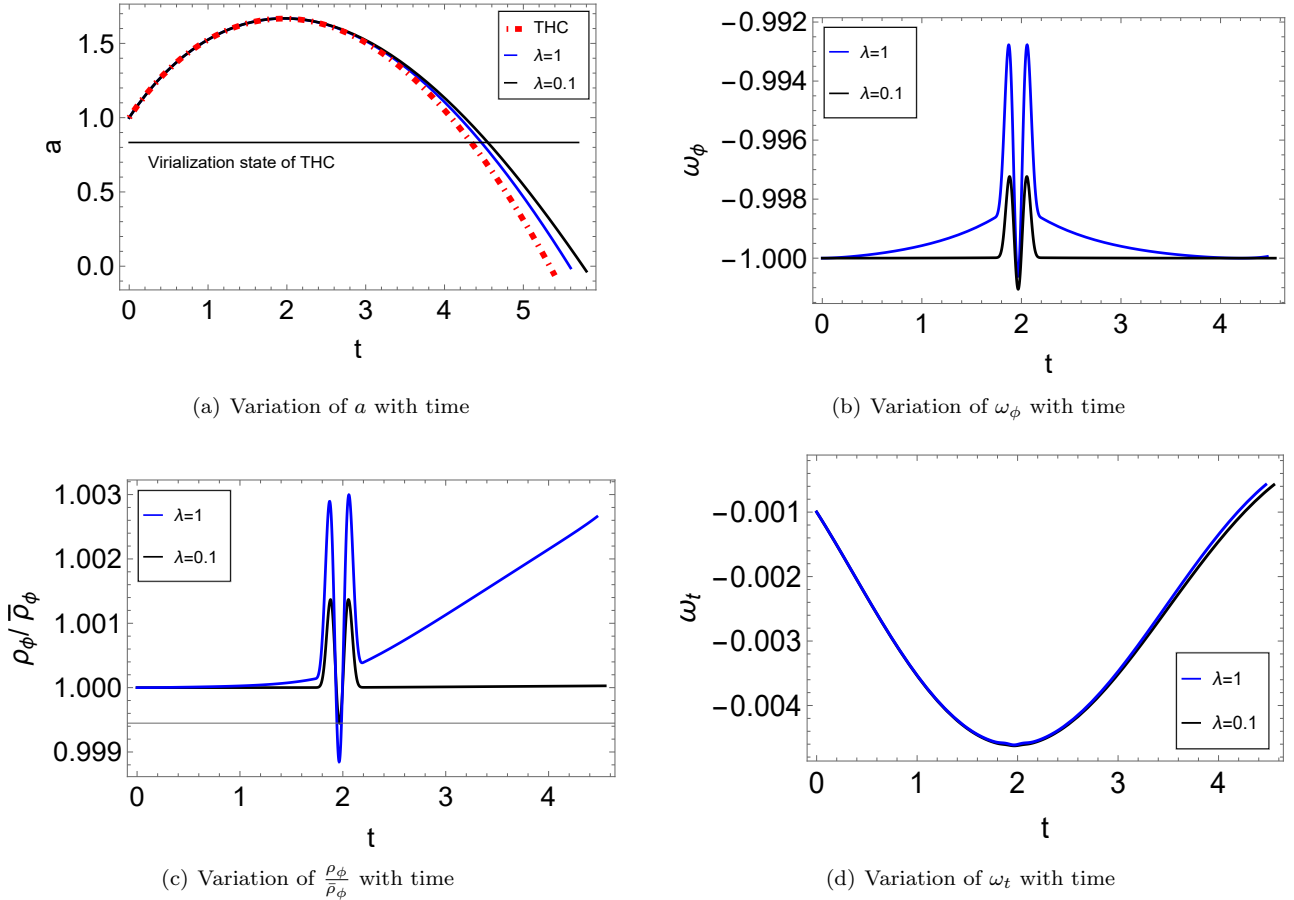 THC
λ=1
λ=0.1
Virialization state of THC
a
1.5
1.0
0.5
0.0
0 1 2 3 4 5
t
(a) Variation of a with time
λ=1
λ=0.1
ω_ϕ
−0.992
−0.994
−0.996
−0.998
−1.000
0 1 2 3 4
t
(b) Variation of ω_ϕ with time
λ=1
λ=0.1
ρ_ϕ/ρ̄_ϕ
1.003
1.002
1.001
1.000
0.999
0 1 2 3 4
t
(c) Variation of ρ_ϕ/ρ̄_ϕ with time
ω_t
−0.001
−0.002
−0.003
−0.004
λ=1
λ=0.1
0 1 2 3 4
t
(d) Variation of ω_t with time